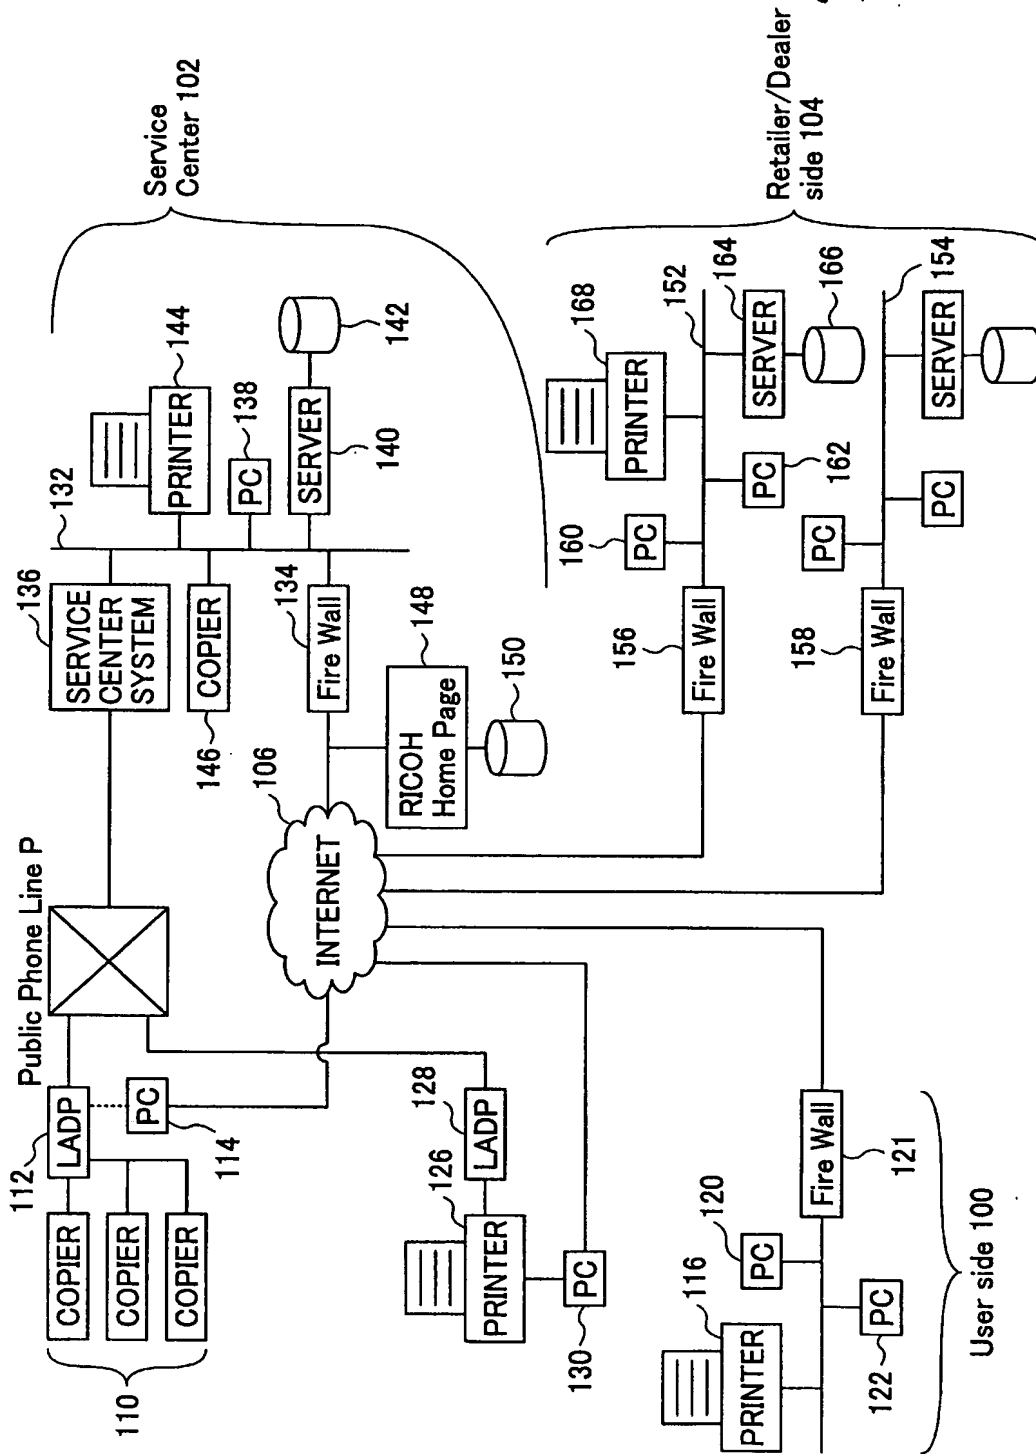 Public Phone Line P
112
LADP
COPIER
COPIER
COPIER
110
PC
114
136
SERVICE
CENTER
SYSTEM
132
144
PRINTER
138
PC
142
SERVER
140
COPIER
146
134
Fire Wall
Service
Center 102
106
INTERNET
148
RICOH
Home Page
150
126
PRINTER
128
LADP
PC
130
116
PRINTER
120
PC
PC
122
Fire Wall
121
User side 100
156
Fire Wall
160
PC
168
PRINTER
152
PC
162
164
SERVER
166
158
Fire Wall
PC
PC
154
SERVER
Retailer/Dealer
side 104